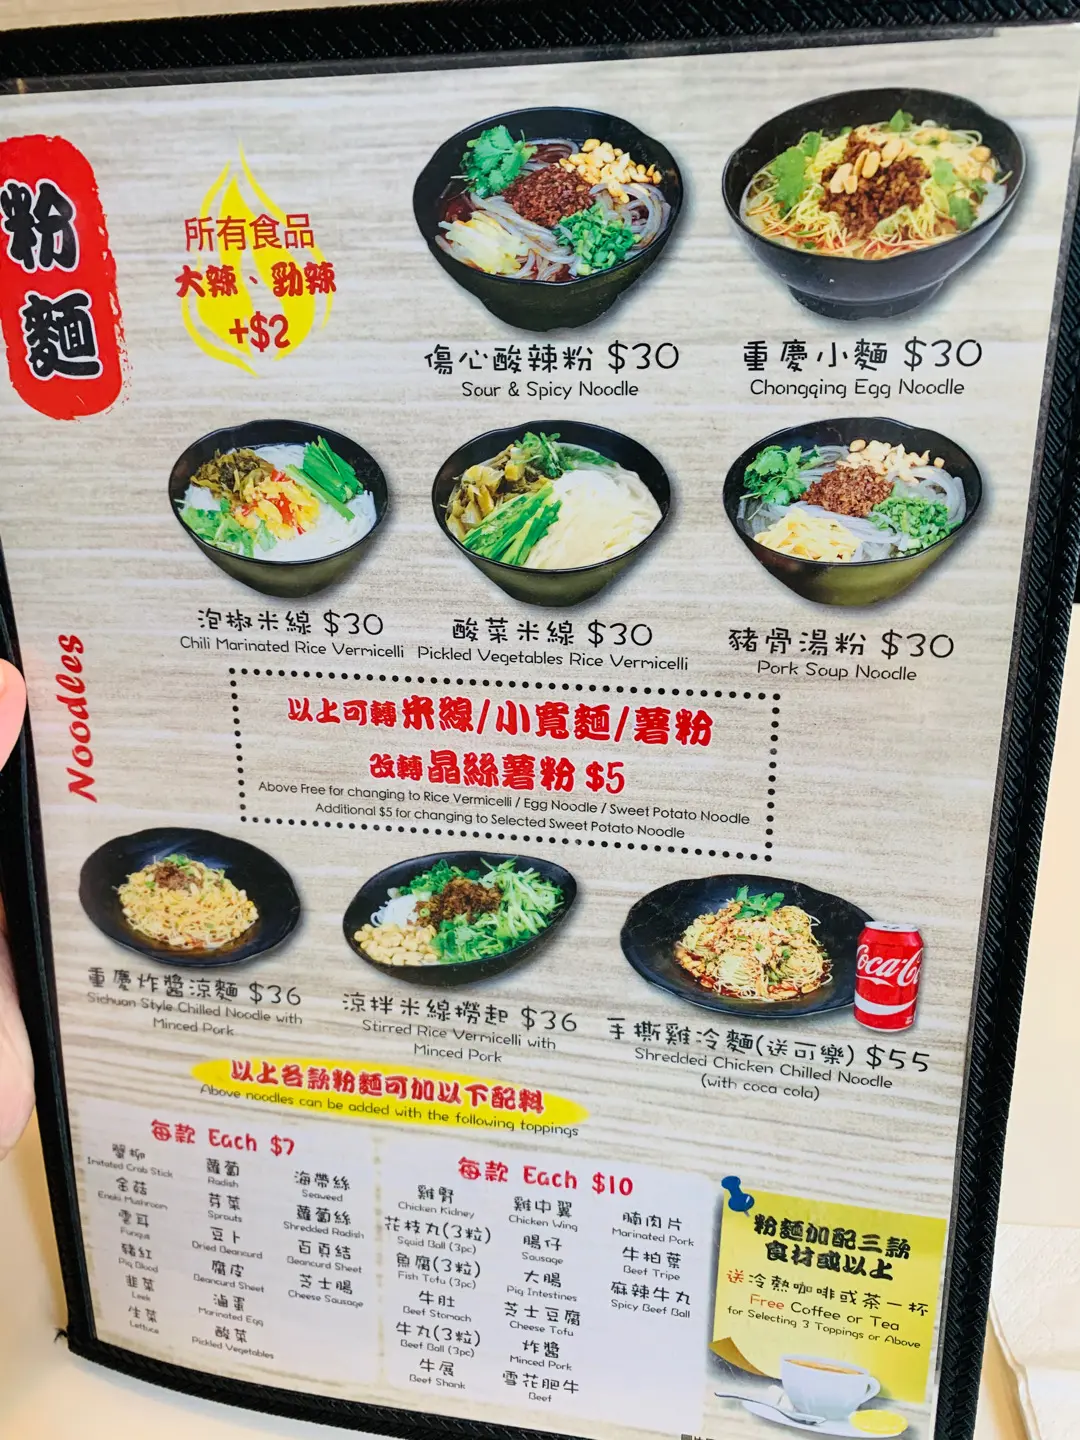 粉麵
Noodles
所有食品
大辣、勁辣
+$2
傷心酸辣粉 $30
Sour & Spicy Noodle
重慶小麵 $30
Chongqing Egg Noodle
泡椒米線 $30
Chili Marinated Rice Vermicelli
酸菜米線 $30
Pickled Vegetables Rice Vermicelli
豬骨湯粉 $30
Pork Soup Noodle
以上可轉米線/小寬麵/薯粉
改轉晶絲薯粉 $5
Above Free for changing to Rice Vermicelli / Egg Noodle / Sweet Potato Noodle
Additional $5 for changing to Selected Sweet Potato Noodle
重慶炸醬涼麵 $36
Sichuan Style Chilled Noodle with
Minced Pork
涼拌米線撈起 $36
Stirred Rice Vermicelli with
Minced Pork
手撕雞冷麵(送可樂) $55
Shredded Chicken Chilled Noodle
(with coca cola)
Coca-C
以上各款粉麵可加以下配料
Above noodles can be added with the following toppings
每款 Each $7
蟹柳
Imitated Crab Stick
金菇
Enoki Mushroom
雲耳
Fungus
豬紅
Pig Blood
韮菜
Leek
生菜
Lettuce
蘿蔔
Radish
芽菜
Sprouts
豆卜
Dried Beancurd
腐皮
Beancurd Sheet
滷蛋
Marinated Egg
酸菜
Pickled Vegetables
海帶絲
Seaweed
蘿蔔絲
Shredded Radish
百頁結
Beancurd Sheet
芝士腸
Cheese Sausage
每款 Each $10
雞腎
Chicken Kidney
花枝丸(3粒)
Squid Ball (3pc)
魚腐(3粒)
Fish Tofu (3pc)
牛肚
Beef Stomach
牛丸(3粒)
Beef Ball (3pc)
牛展
Beef Shank
雞中翼
Chicken Wing
腸仔
Sausage
大腸
Pig Intestines
芝士豆腐
Cheese Tofu
炸醬
Minced Pork
雪花肥牛
Beef
腩肉片
Marinated Pork
牛柏葉
Beef Tripe
麻辣牛丸
Spicy Beef Ball
粉麵加配三款
食材或以上
送冷熱咖啡或茶一杯
Free Coffee or Tea
for Selecting 3 Toppings or Above